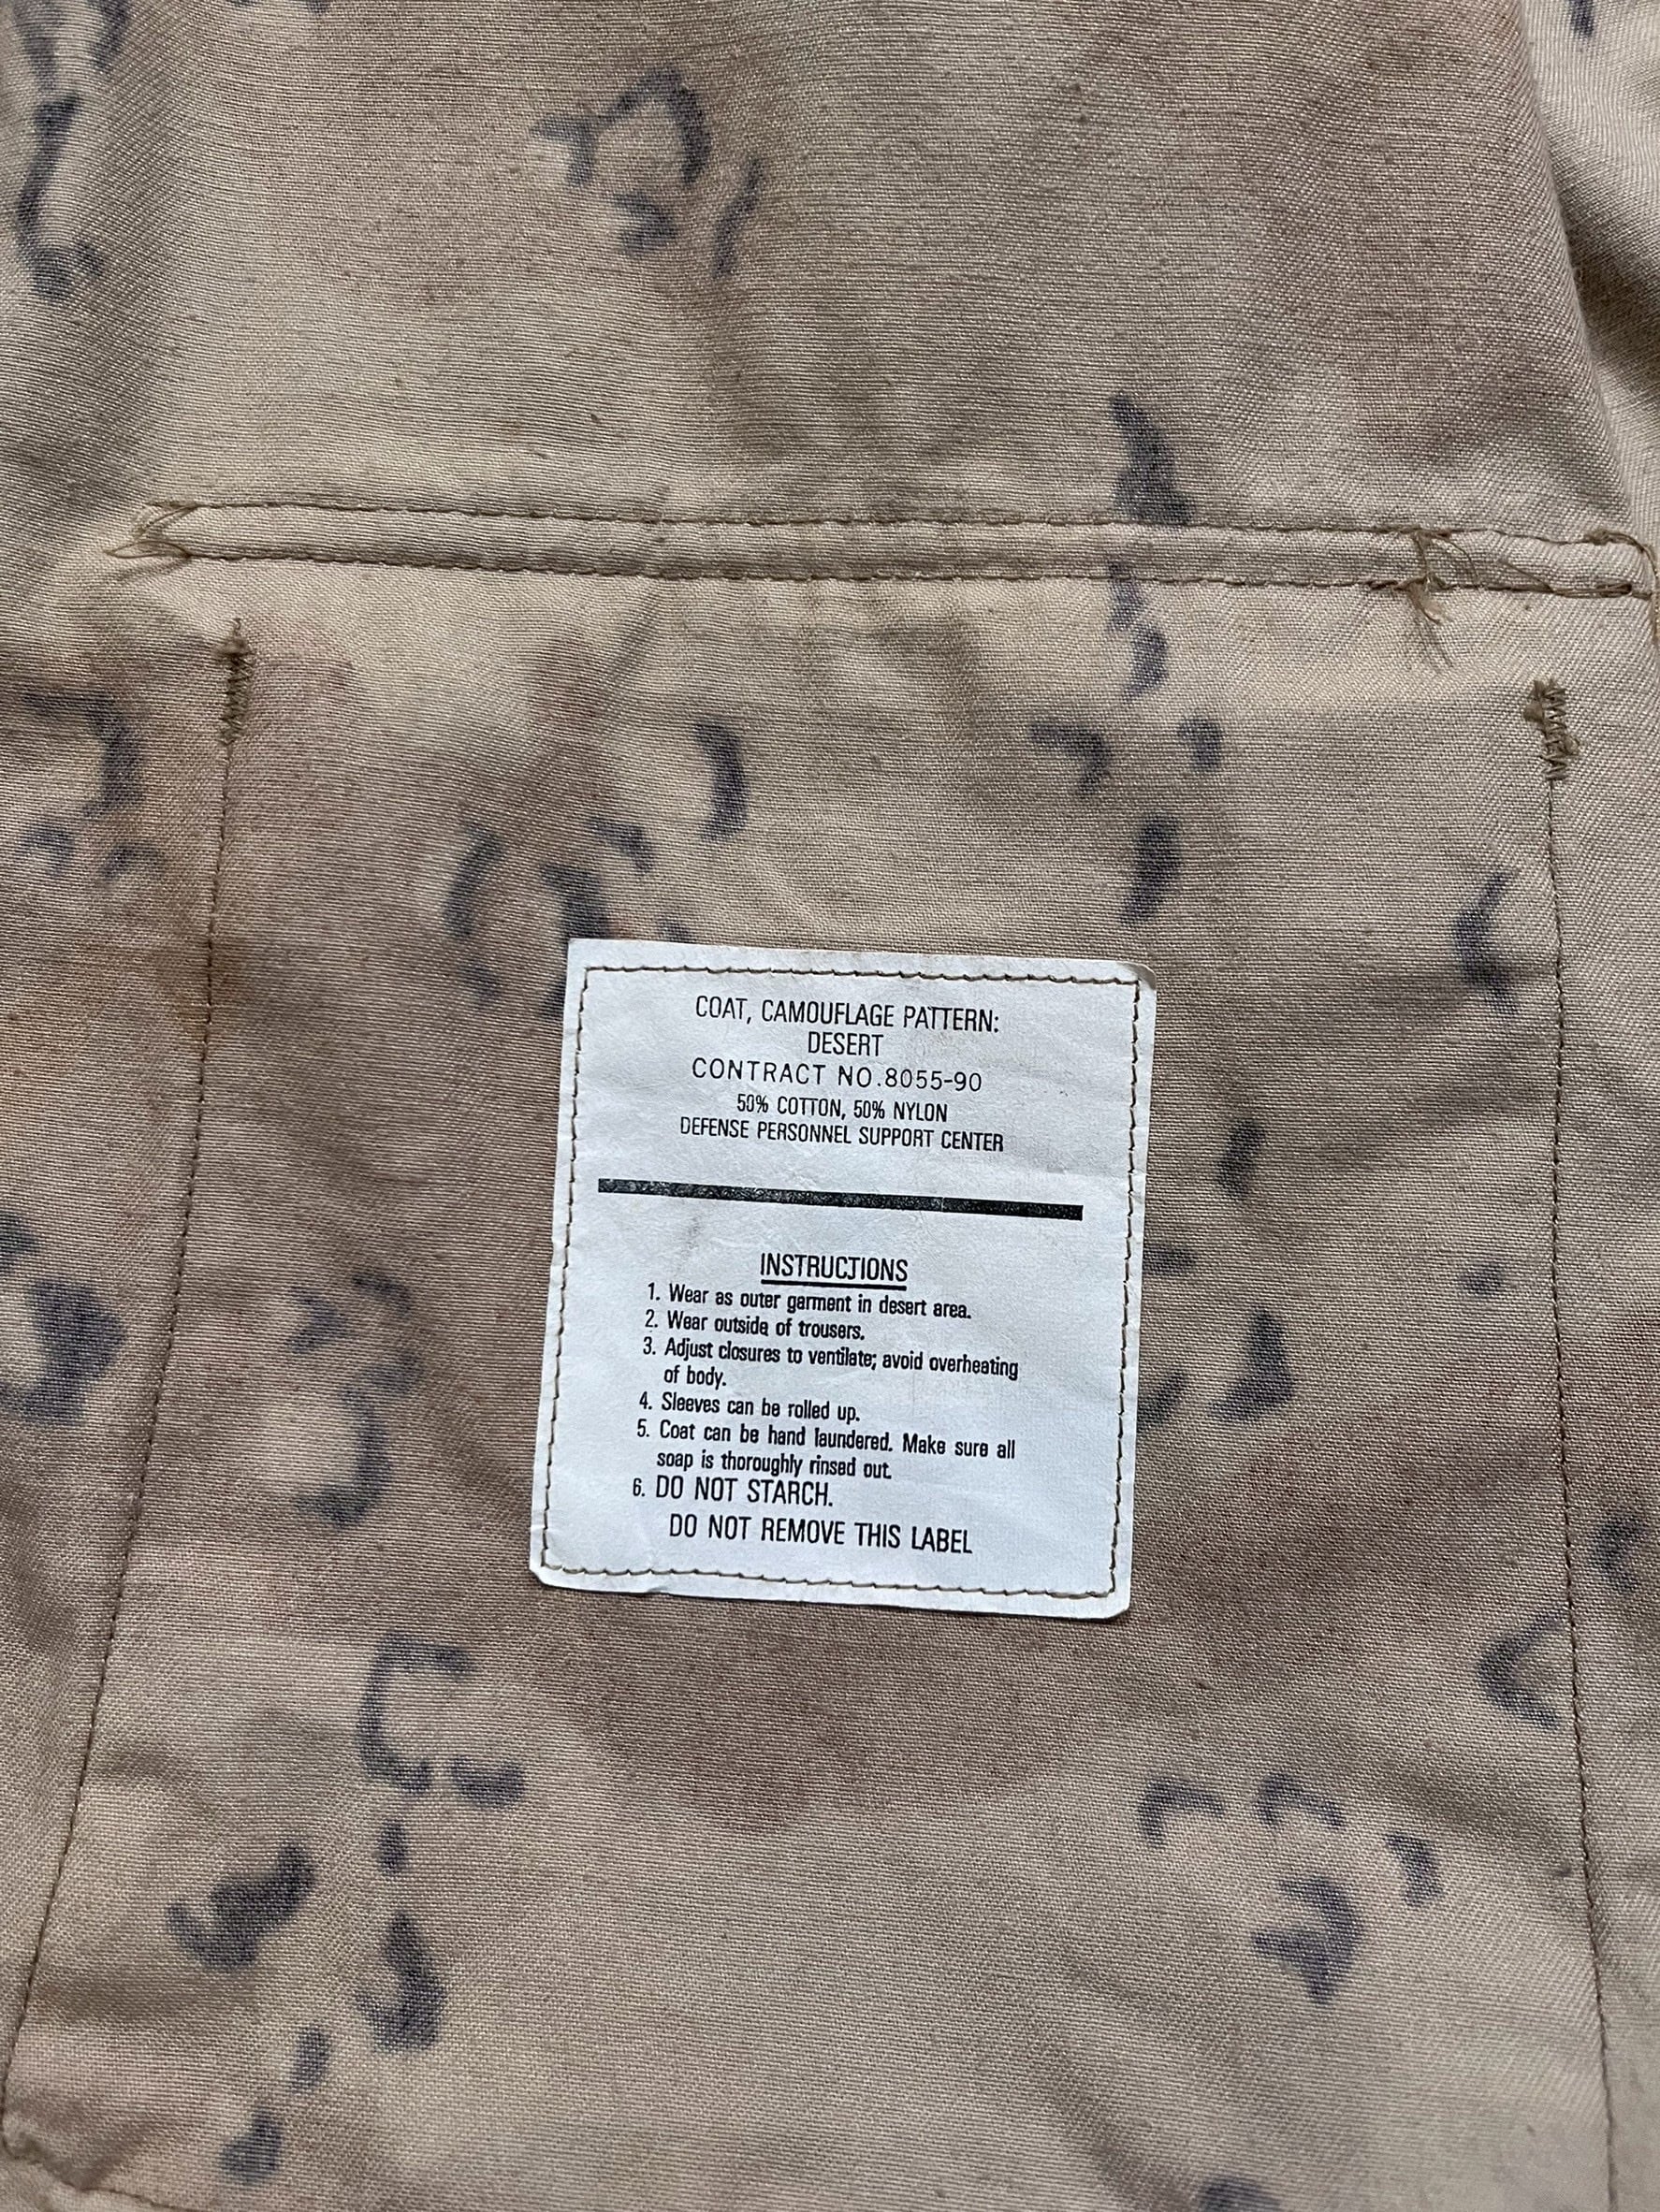 COAT, CAMOUFLAGE PATTERN:
DESERT
CONTRACT NO.8055-90
50% COTTON, 50% NYLON
DEFENSE PERSONNEL SUPPORT CENTER
INSTRUCTIONS
1. Wear as outer garment in desert area.
2. Wear outside of trousers.
3. Adjust closures to ventilate; avoid overheating
of body.
4. Sleeves can be rolled up.
5. Coat can be hand laundered. Make sure all
soap is thoroughly rinsed out.
6. DO NOT STARCH.
DO NOT REMOVE THIS LABEL